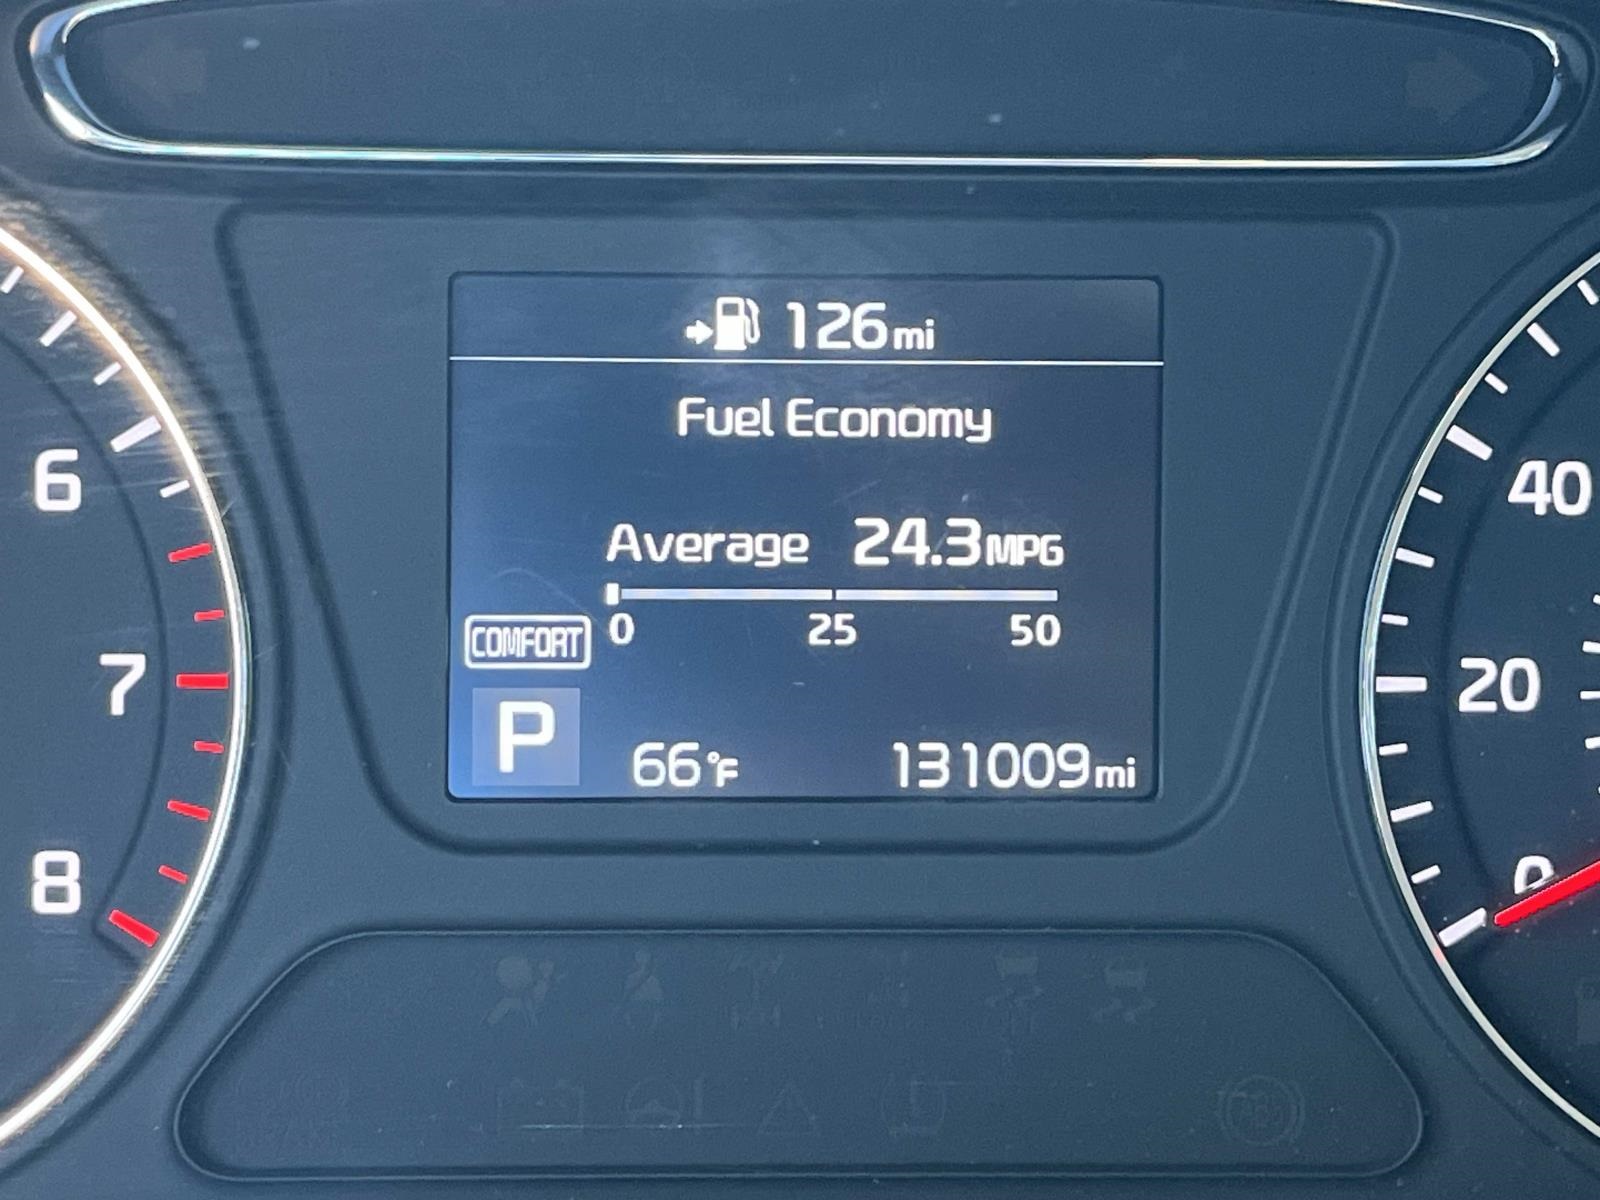 126mi
Fuel Economy
Average 24.3MPG
0 25 50
COMFORT
P
66°F 131009mi
6
7
8
40
20
0